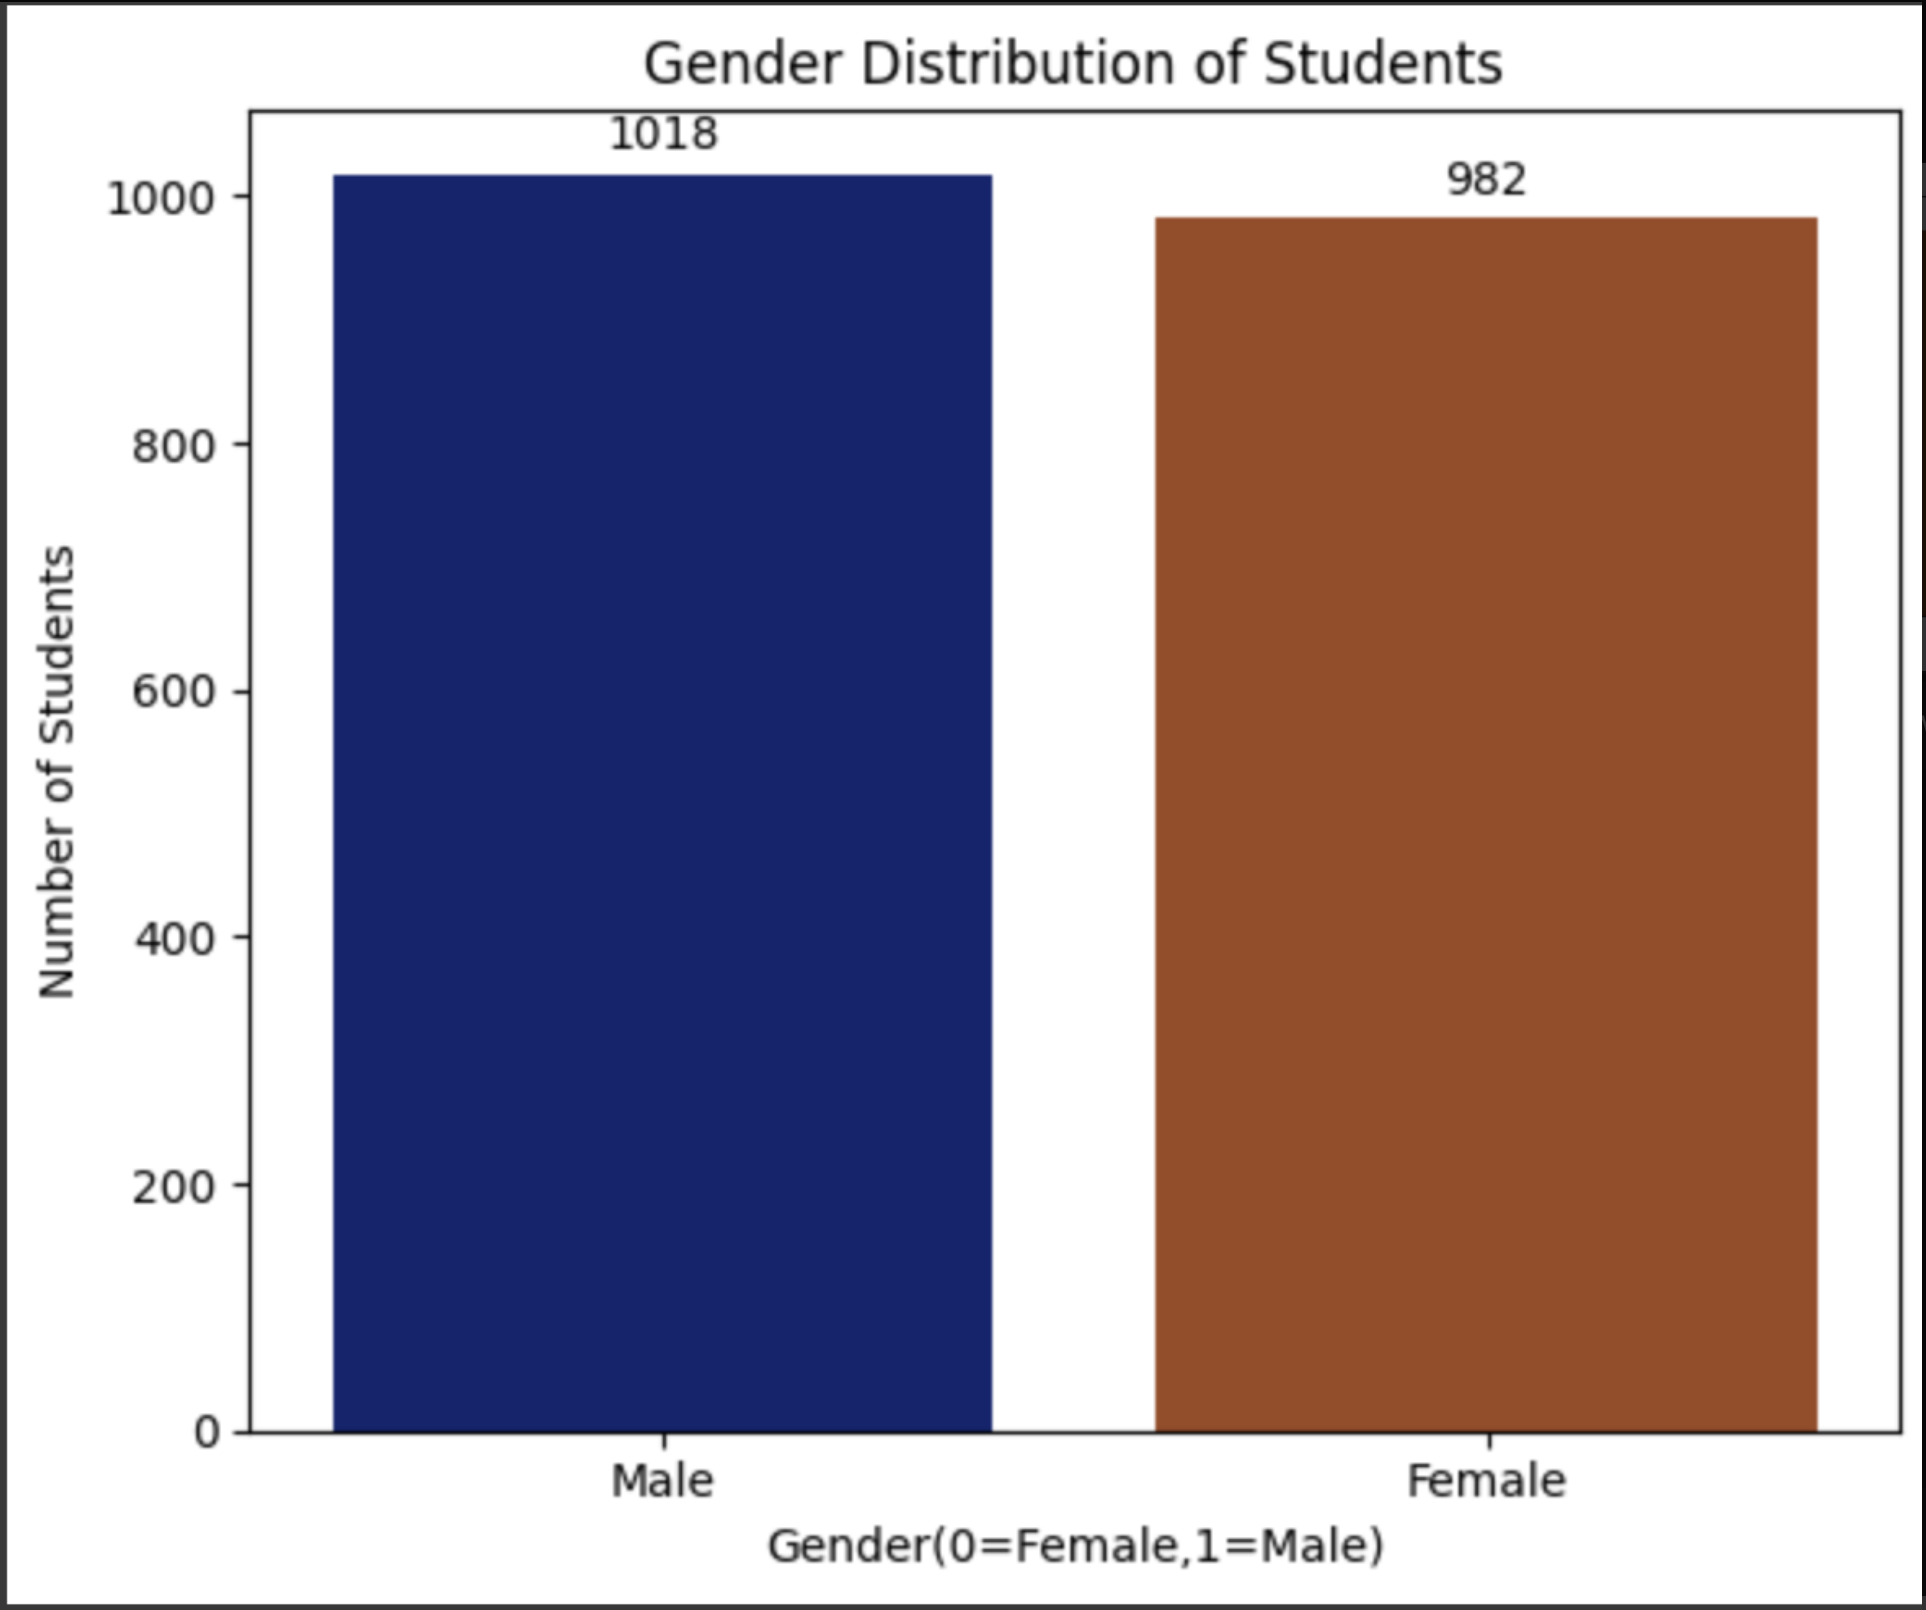 Gender Distribution of Students
1018
982
1000
800
600
400
200
0
Number of Students
Male
Female
Gender(0=Female,1=Male)